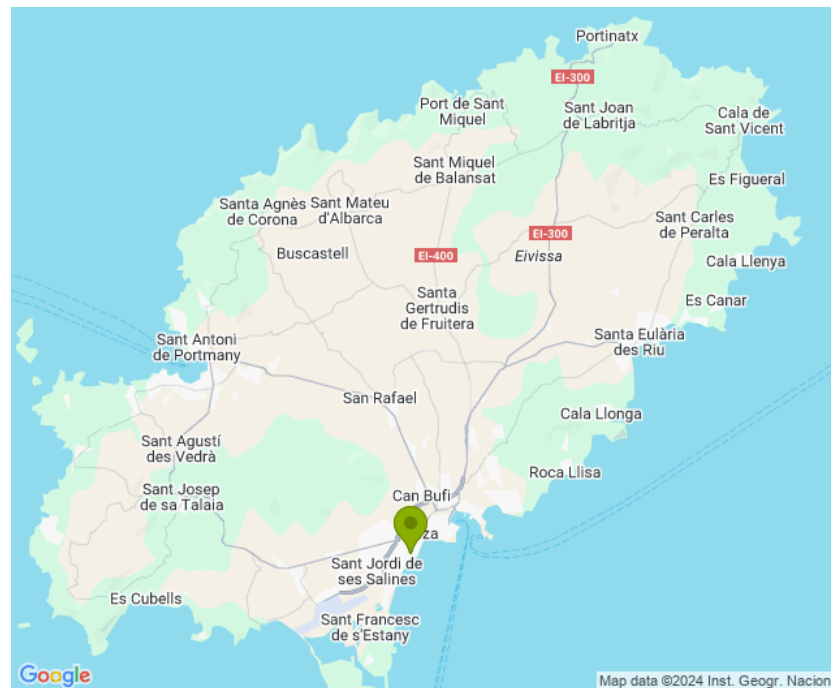 Portinatx
EI-300
Port de Sant
Miquel
Sant Joan
de Labritja
Cala de
Sant Vicent
Sant Miquel
de Balansat
Es Figueral
Santa Agnès
de Corona
Sant Mateu
d'Albarca
Sant Carles
de Peralta
EI-300
Buscastell
EI-400
Eivissa
Cala Llenya
Santa
Gertrudis
de Fruitera
Es Canar
Sant Antoni
de Portmany
Santa Eulària
des Riu
San Rafael
Cala Llonga
Sant Agustí
des Vedrà
Roca Llisa
Sant Josep
de sa Talaia
Can Bufi
za
Sant Jordi de
ses Salines
Es Cubells
Sant Francesc
de s'Estany
Google
Map data ©2024 Inst. Geogr. Nacion